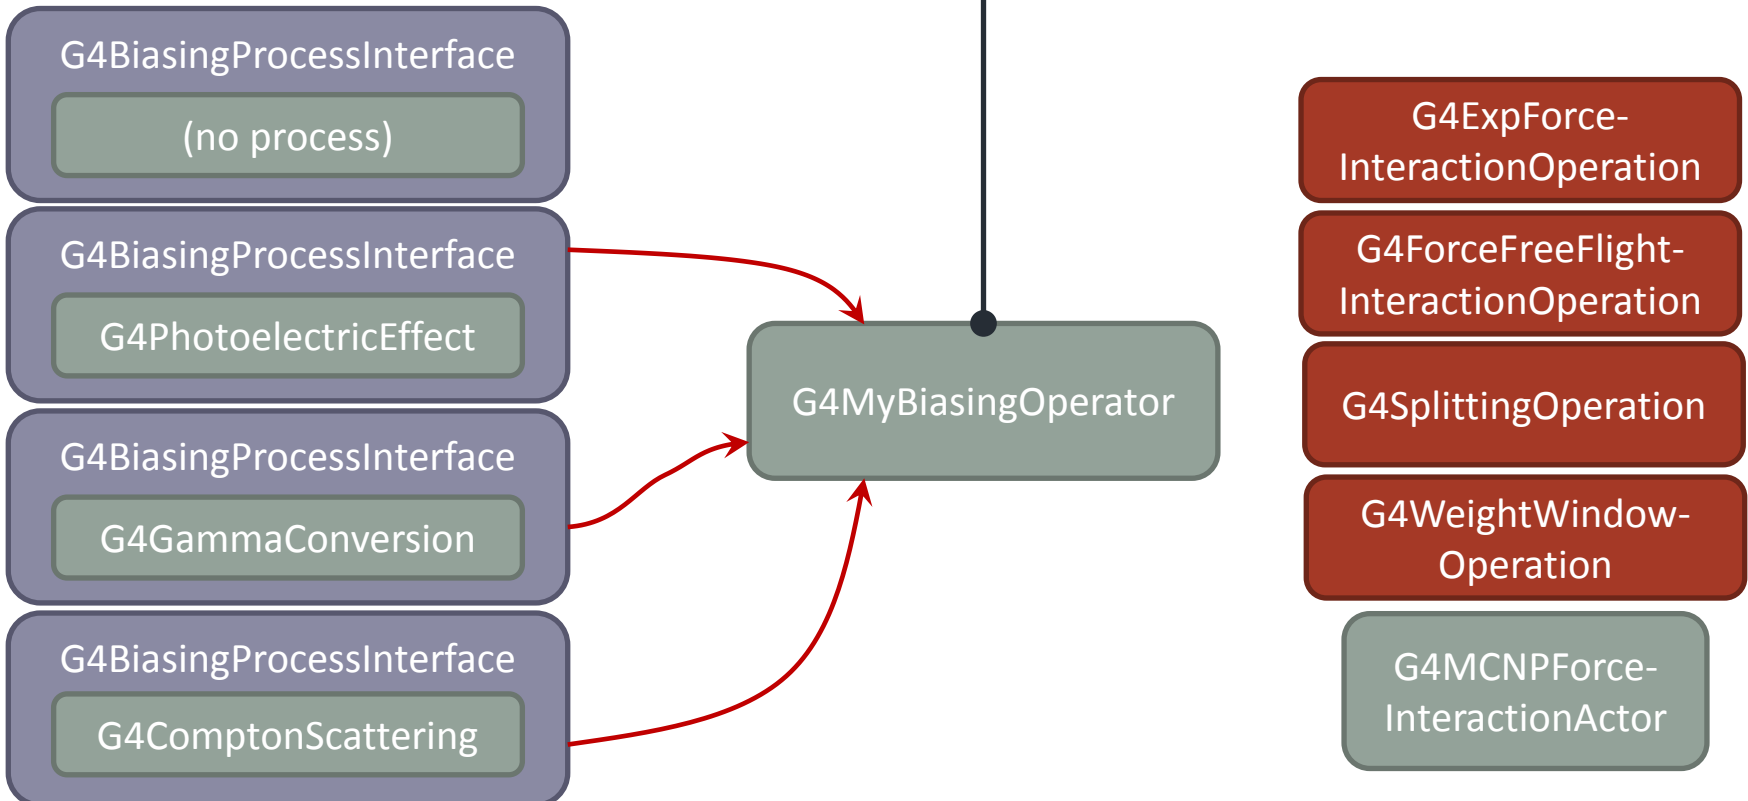 G4BiasingProcessInterface
(no process)
G4BiasingProcessInterface
G4PhotoelectricEffect
G4BiasingProcessInterface
G4GammaConversion
G4BiasingProcessInterface
G4ComptonScattering
G4MyBiasingOperator
G4ExpForce-
InteractionOperation
G4ForceFreeFlight-
InteractionOperation
G4SplittingOperation
G4WeightWindow-
Operation
G4MCNPForce-
InteractionActor